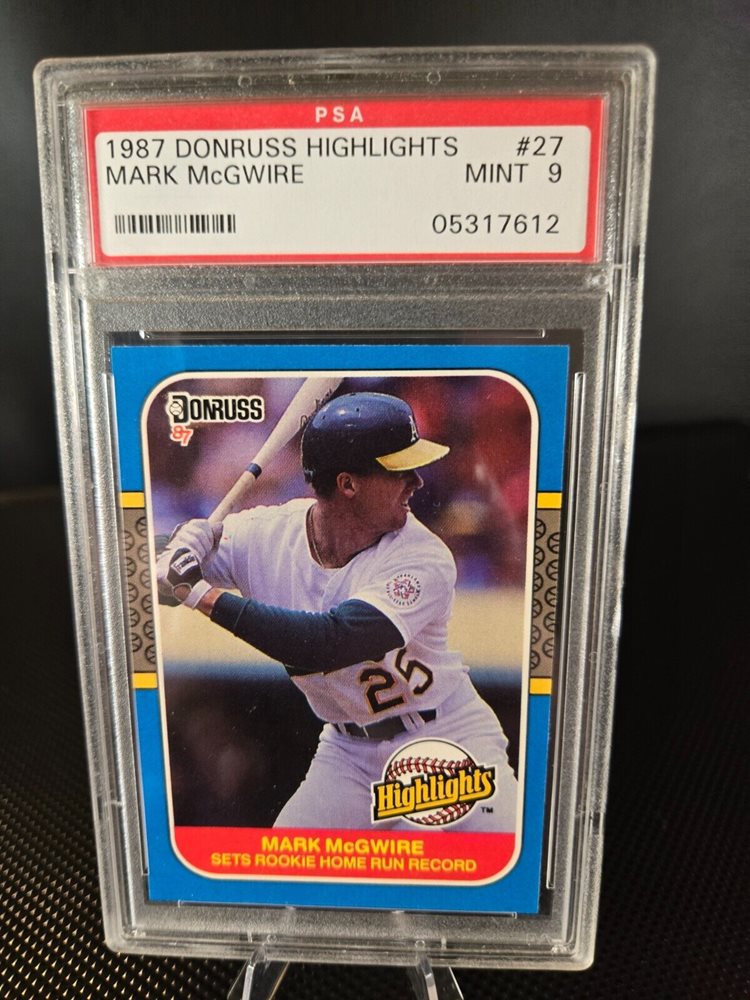 PSA
1987 DONRUSS HIGHLIGHTS #27
MARK McGWIRE MINT 9
05317612
DONRUSS
87
A's
25
Highlights™
MARK McGWIRE
SETS ROOKIE HOME RUN RECORD